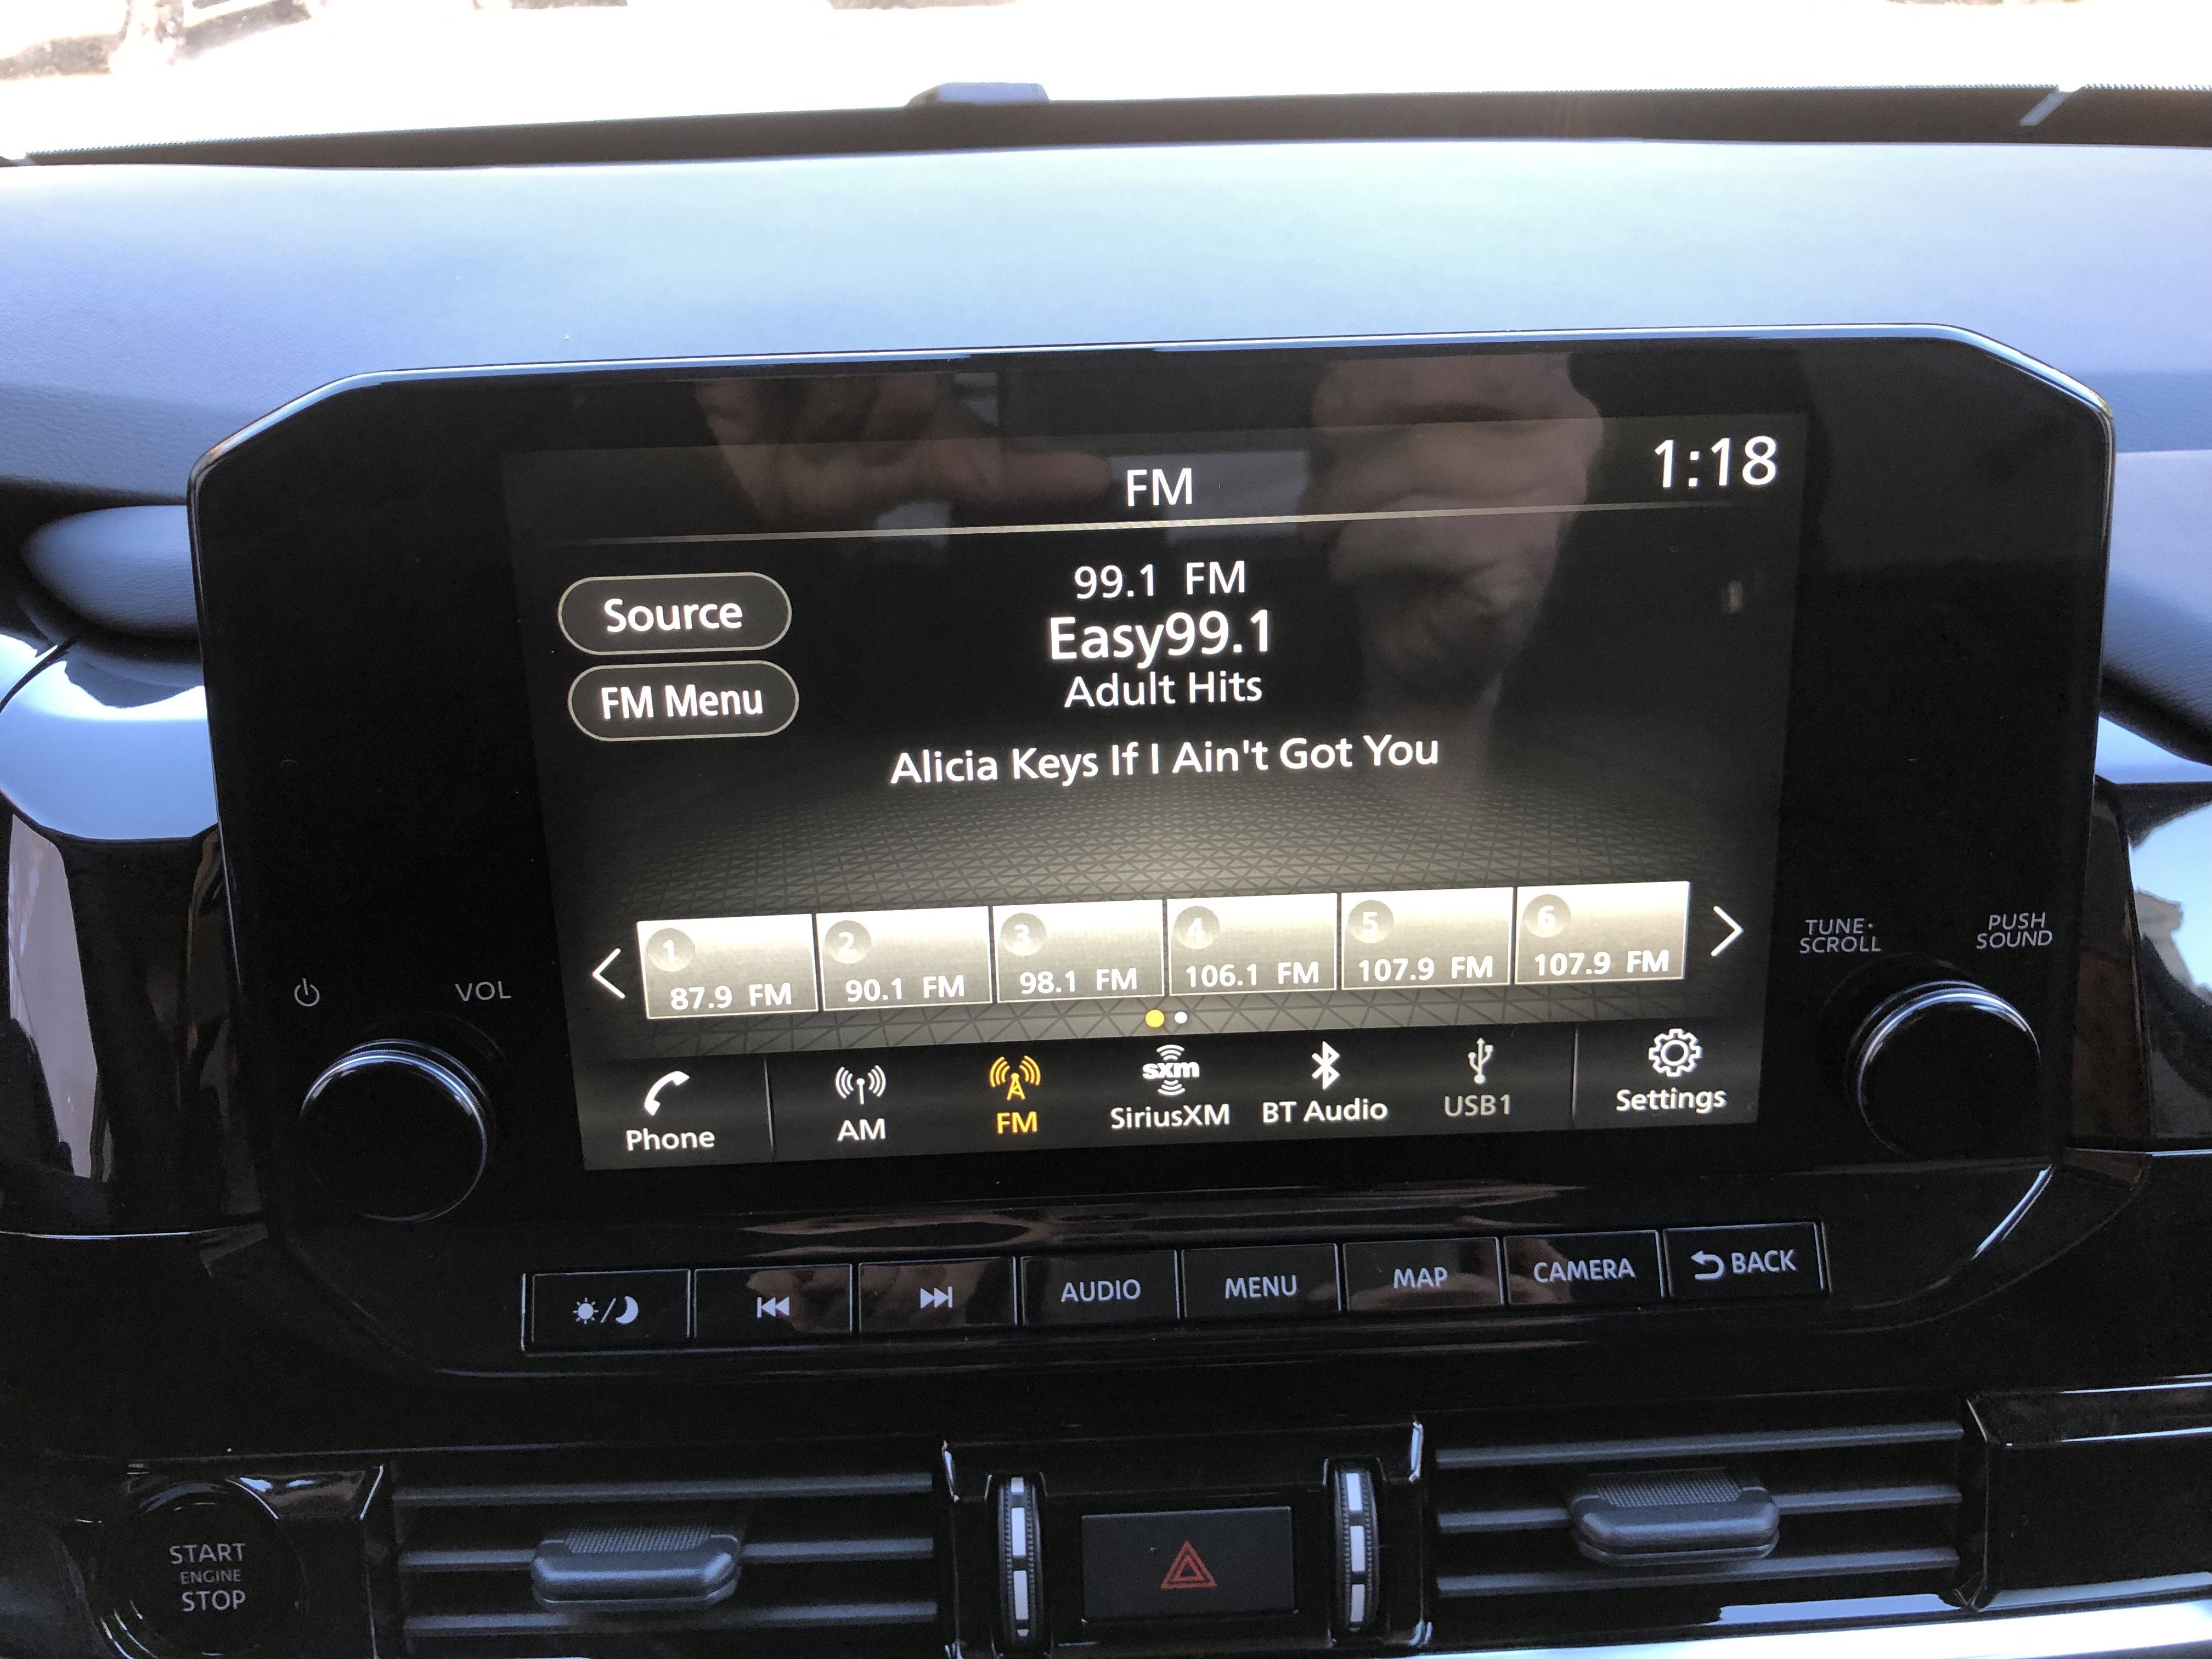 FM
1:18
Source
FM Menu
99.1 FM
Easy99.1
Adult Hits
Alicia Keys If I Ain't Got You
1
87.9 FM
2
90.1 FM
3
98.1 FM
4
106.1 FM
5
107.9 FM
6
107.9 FM
VOL
TUNE·
SCROLL
PUSH
SOUND
Phone
AM
FM
sxm
SiriusXM
BT Audio
USB1
Settings
AUDIO
MENU
MAP
CAMERA
BACK
START
ENGINE
STOP